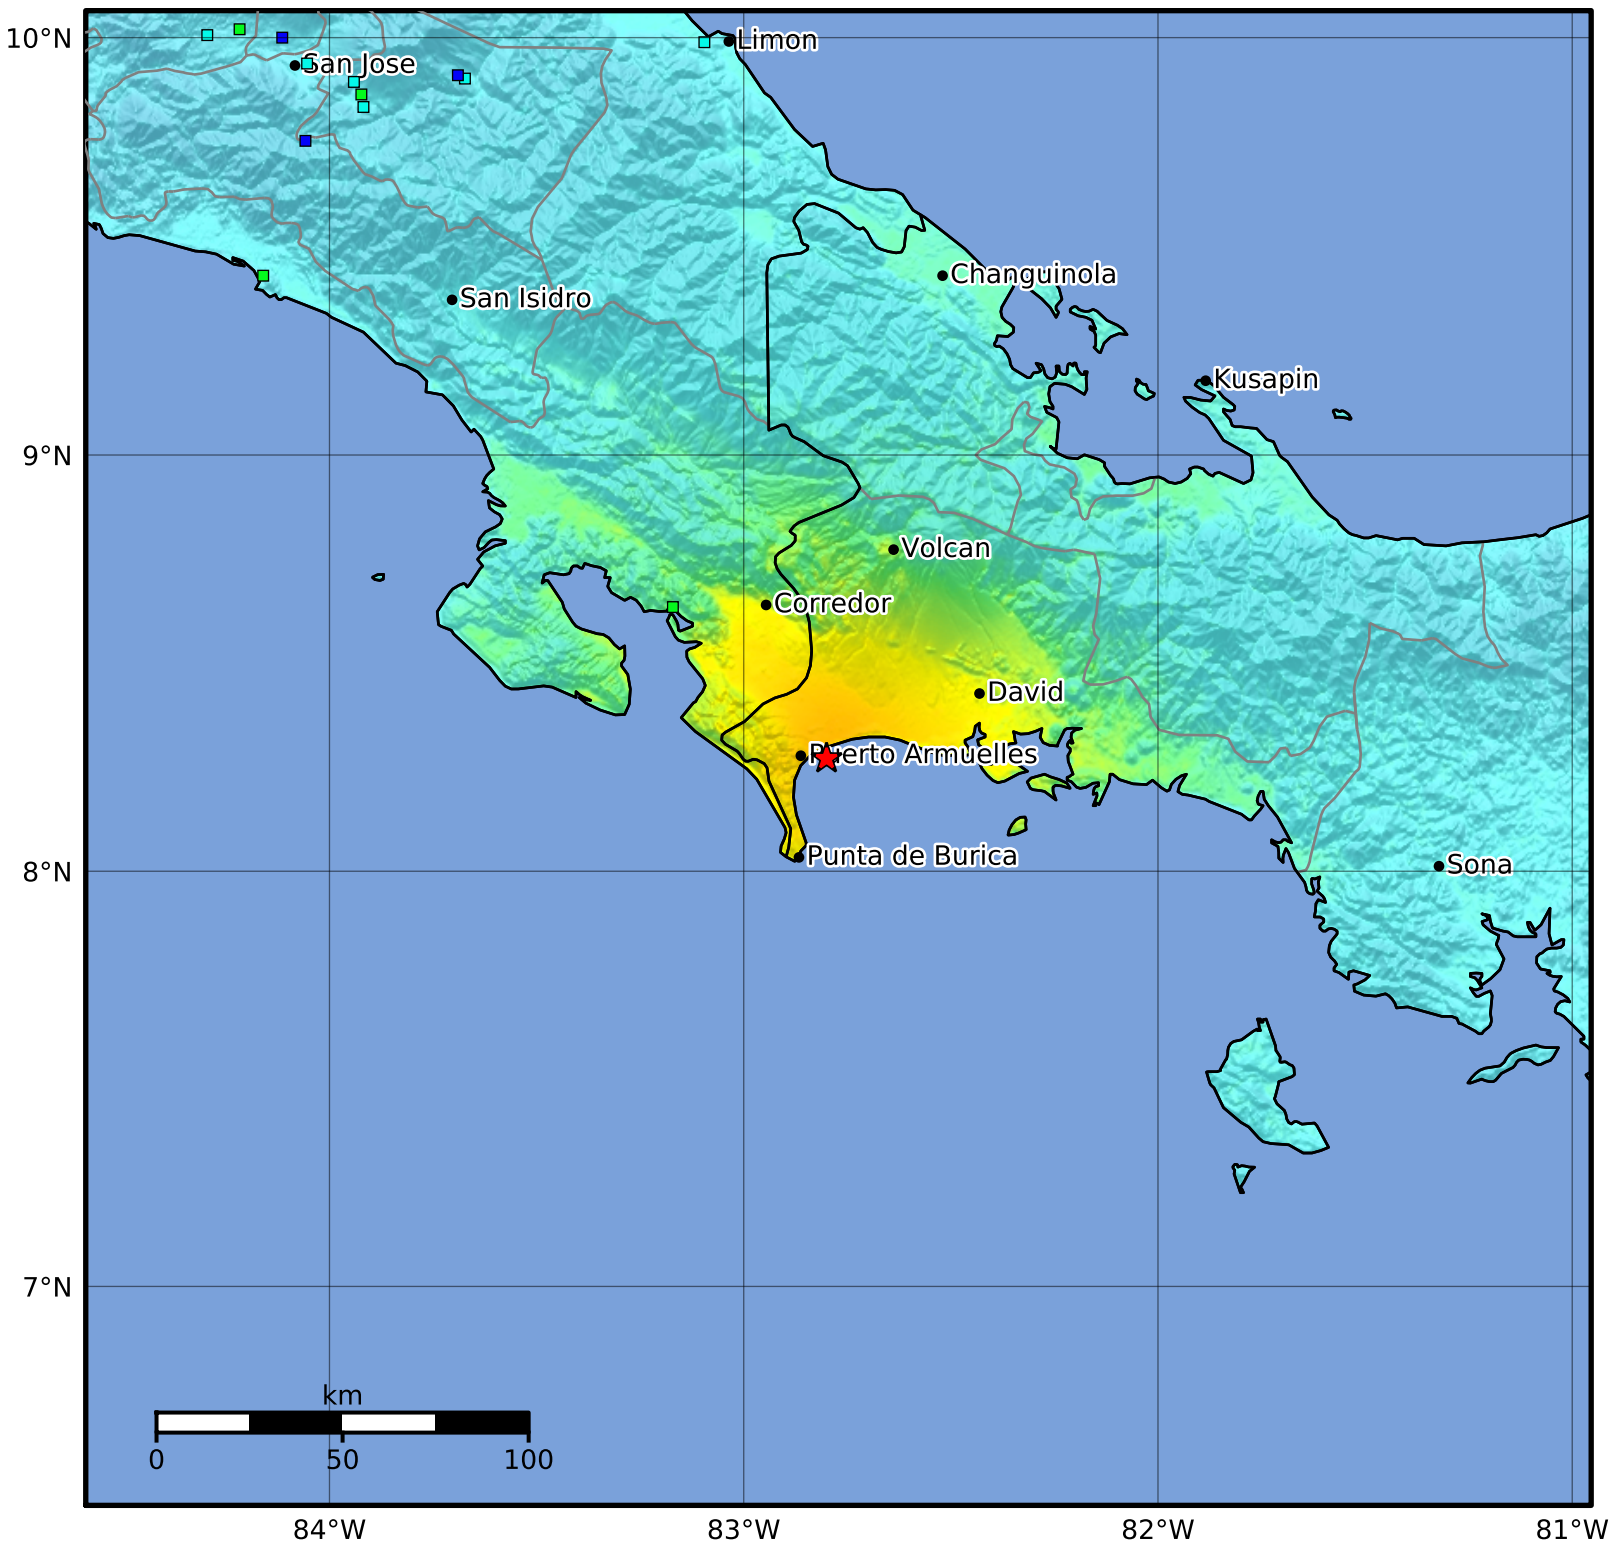 10°N
Limon
San Jose
Changuinola
San Isidro
Kusapin
9°N
Volcan
Corredor
David
Puerto Armuelles
Punta de Burica
Sona
8°N
7°N
km
0 50 100
84°W 83°W 82°W 81°W